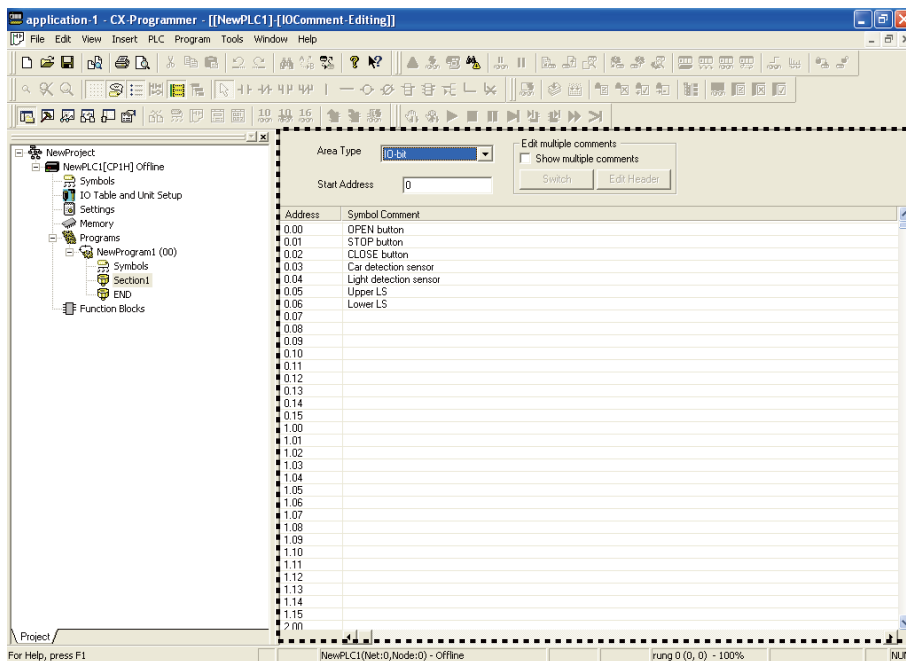 application-1 - CX-Programmer - [[NewPLC1]-[IOComment-Editing]]
File Edit View Insert PLC Program Tools Window Help
10 10 16
NewProject
NewPLC1[CP1H] Offline
Symbols
IO Table and Unit Setup
Settings
Memory
Programs
NewProgram1 (00)
Symbols
Section1
END
Function Blocks
Project
Area Type IO-bit
Start Address 0
Edit multiple comments
Show multiple comments
Switch Edit Header
Address Symbol Comment
0.00 OPEN button
0.01 STOP button
0.02 CLOSE button
0.03 Car detection sensor
0.04 Light detection sensor
0.05 Upper LS
0.06 Lower LS
0.07
0.08
0.09
0.10
0.11
0.12
0.13
0.14
0.15
1.00
1.01
1.02
1.03
1.04
1.05
1.06
1.07
1.08
1.09
1.10
1.11
1.12
1.13
1.14
1.15
2.00
For Help, press F1 NewPLC1(Net:0,Node:0) - Offline rung 0 (0, 0) - 100% NUM